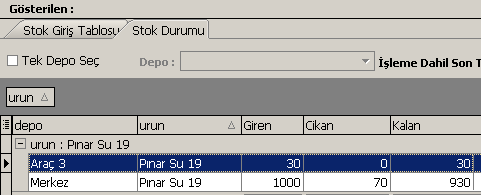 Gösterilen :
Stok Giriş Tablosu Stok Durumu
Tek Depo Seç Depo : İşleme Dahil Son T
urun
depo urun Giren Cikan Kalan
urun : Pınar Su 19
Araç 3 Pınar Su 19 30 0 30
Merkez Pınar Su 19 1000 70 930